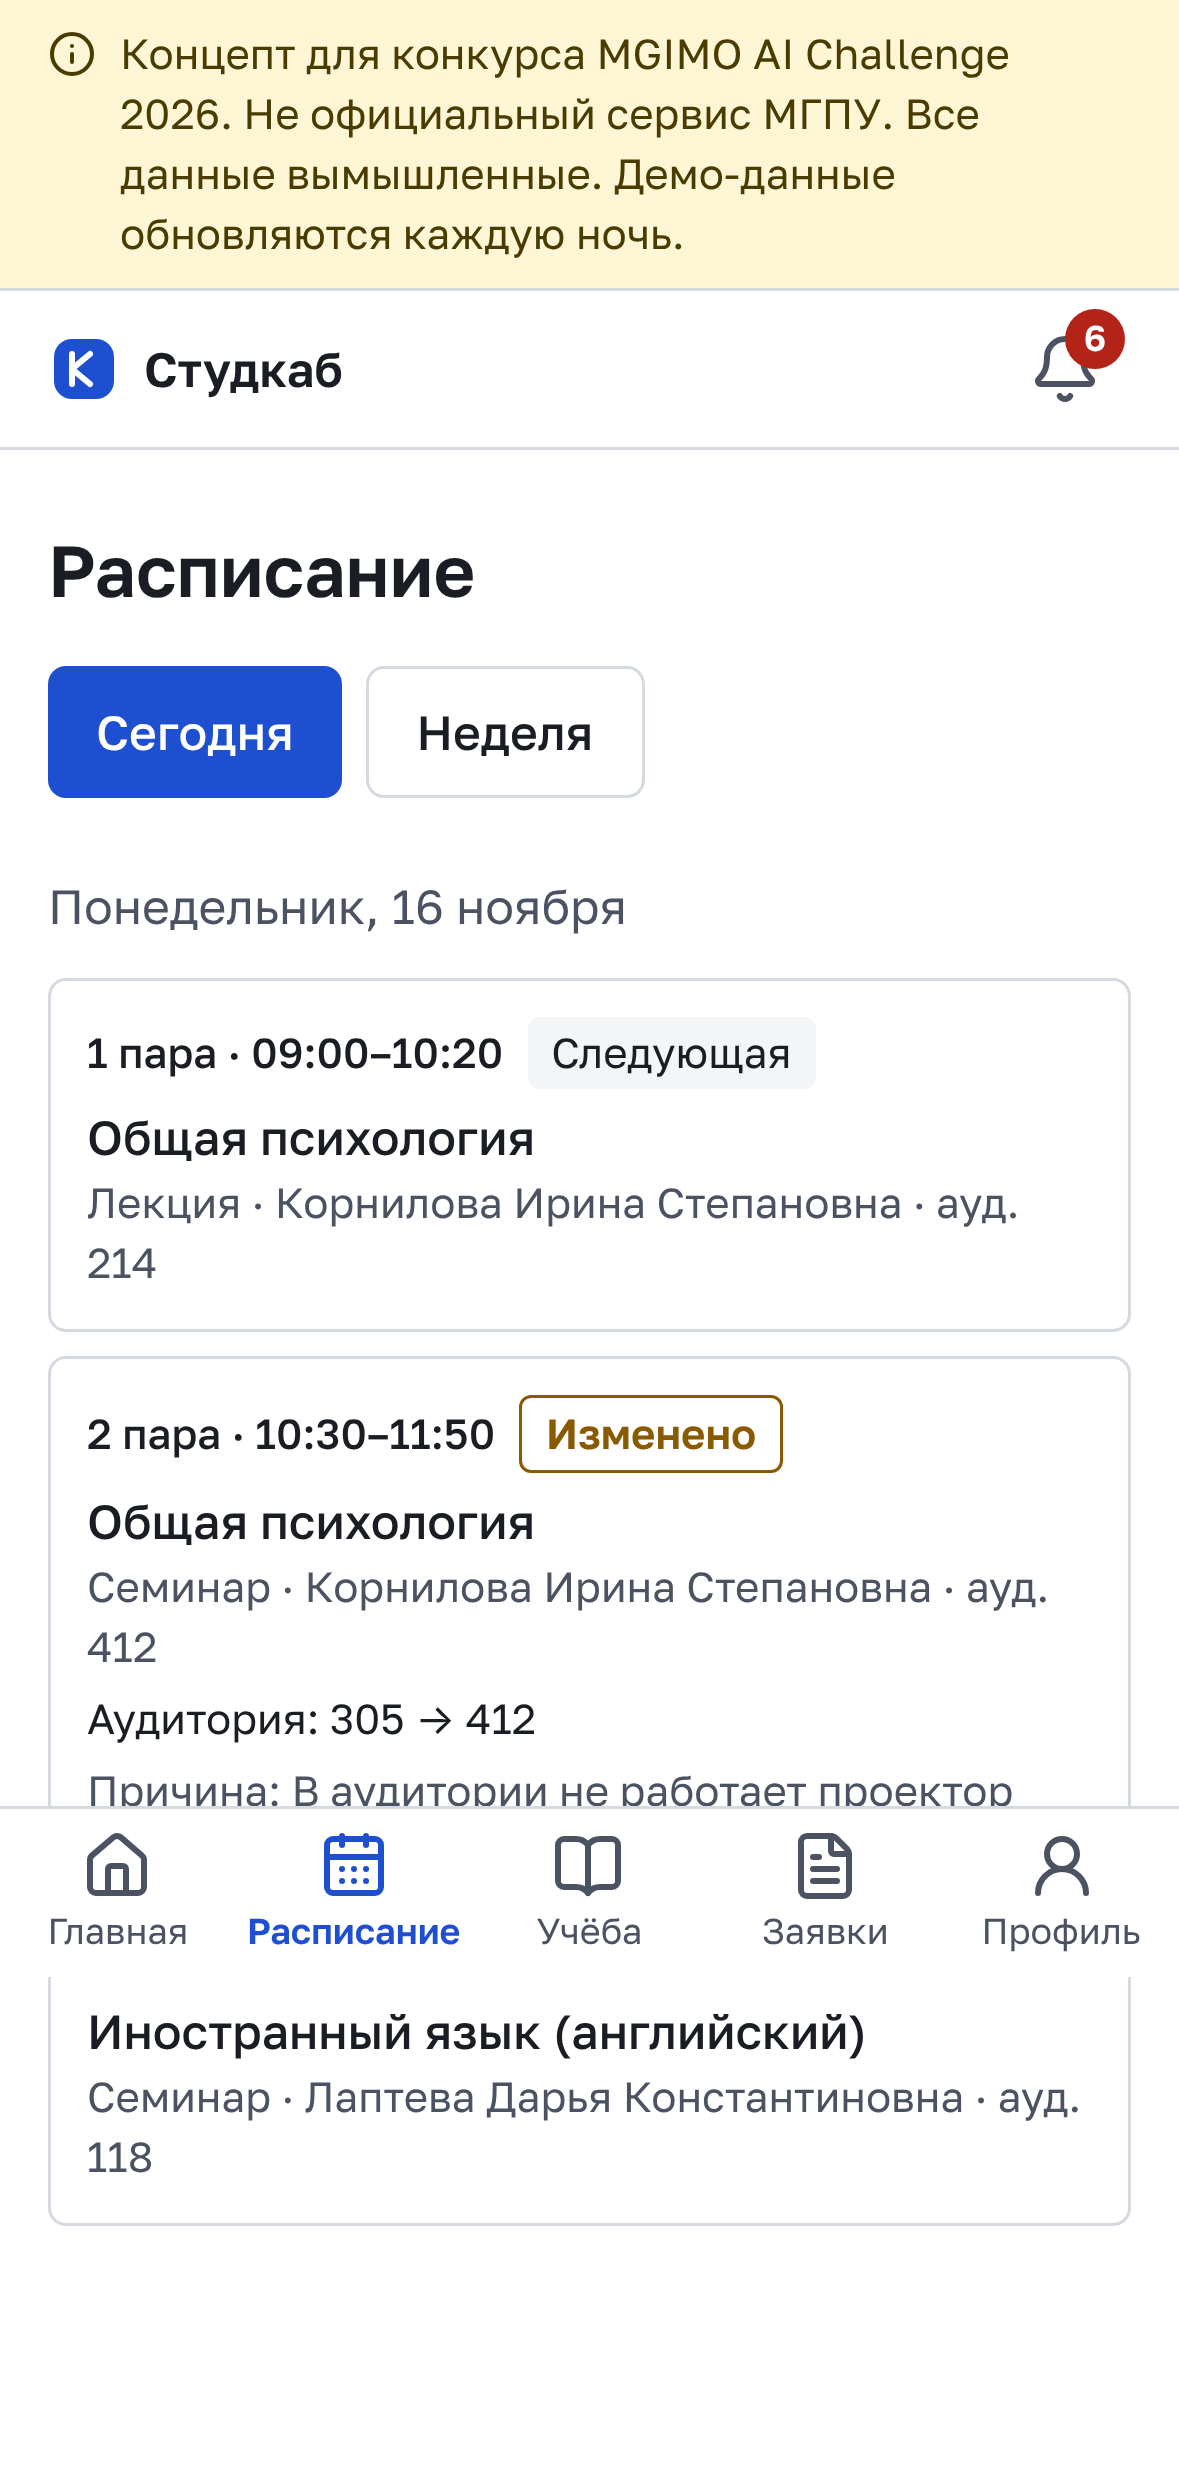 Концепт для конкурса MGIMO AI Challenge
2026. Не официальный сервис МГПУ. Все
данные вымышленные. Демо-данные
обновляются каждую ночь.
Студкаб
6
Расписание
Сегодня
Неделя
Понедельник, 16 ноября
1 пара · 09:00–10:20
Следующая
Общая психология
Лекция · Корнилова Ирина Степановна · ауд.
214
2 пара · 10:30–11:50
Изменено
Общая психология
Семинар · Корнилова Ирина Степановна · ауд.
412
Аудитория: 305 → 412
Причина: В аудитории не работает проектор
Главная
Расписание
Учёба
Заявки
Профиль
Иностранный язык (английский)
Семинар · Лаптева Дарья Константиновна · ауд.
118